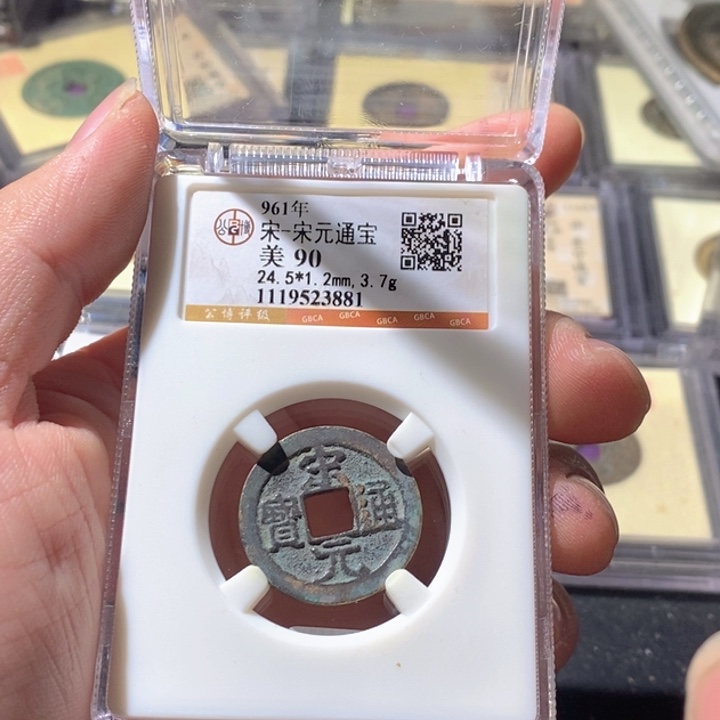 961年
宋-宋元通宝
美 90
24.5*1.2mm,3.7g
1119523881
公博评级 GBCA GBCA GBCA GBCA GBCA
宋元通寳